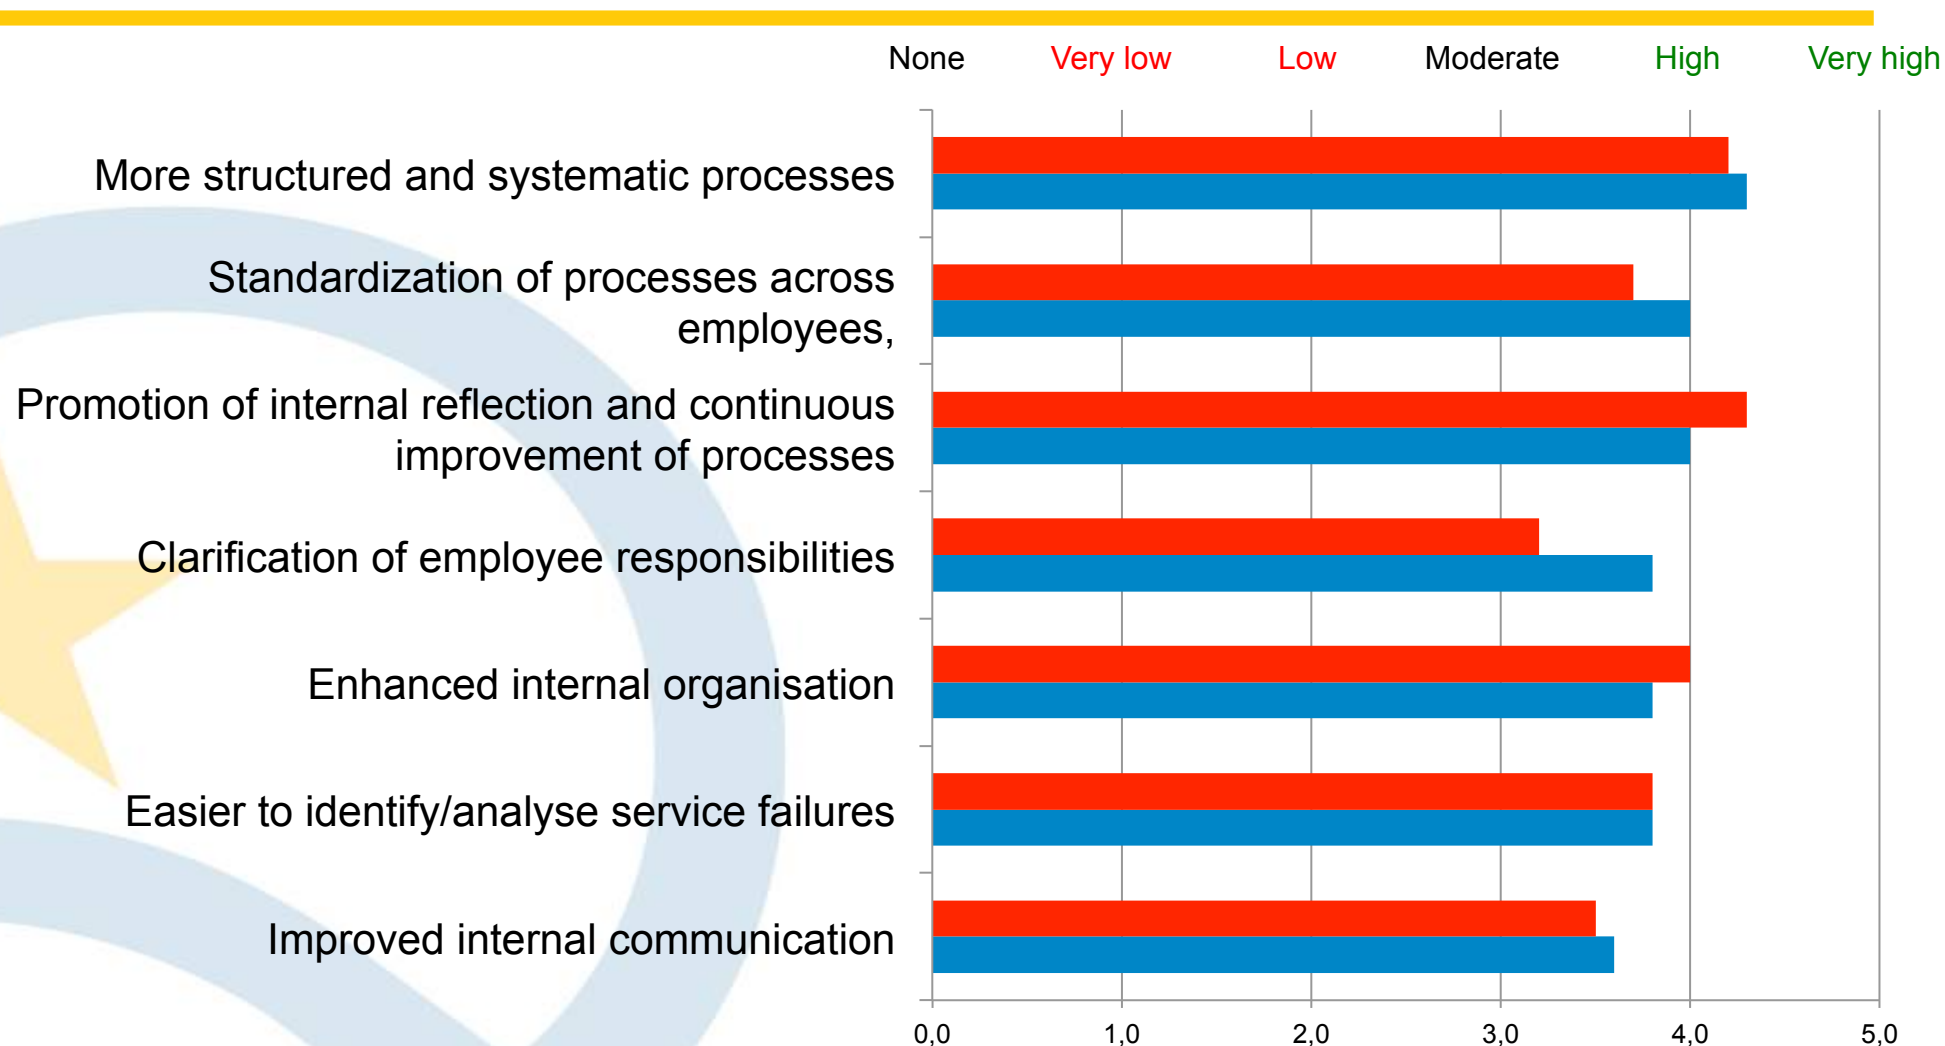 None Very low Low Moderate High Very high
More structured and systematic processes
Standardization of processes across
employees,
Promotion of internal reflection and continuous
improvement of processes
Clarification of employee responsibilities
Enhanced internal organisation
Easier to identify/analyse service failures
Improved internal communication
0,0 1,0 2,0 3,0 4,0 5,0